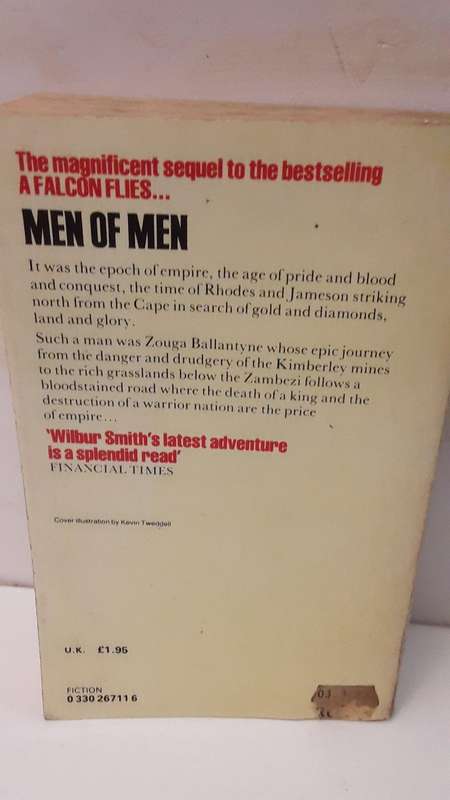 The magnificent sequel to the bestselling
A FALCON FLIES...
MEN OF MEN
It was the epoch of empire, the age of pride and blood
and conquest, the time of Rhodes and Jameson striking
north from the Cape in search of gold and diamonds,
land and glory.
Such a man was Zouga Ballantyne whose epic journey
from the danger and drudgery of the Kimberley mines
to the rich grasslands below the Zambezi follows a
bloodstained road where the death of a king and the
destruction of a warrior nation are the price
of empire...
'Wilbur Smith's latest adventure
is a splendid read'
FINANCIAL TIMES
Cover illustration by Kevin Tweddell
U.K. £1.95
FICTION
0 330 26711 6